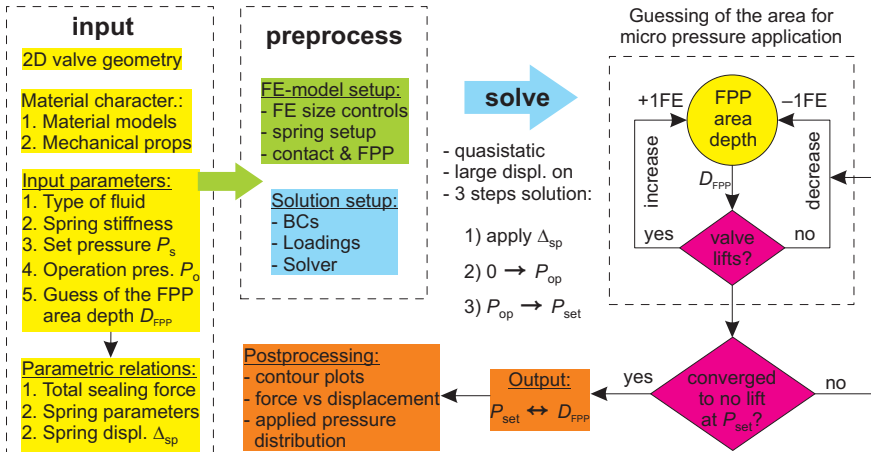 input
2D valve geometry
Material character.:
1. Material models
2. Mechanical props
Input parameters:
1. Type of fluid
2. Spring stiffness
3. Set pressure Ps
4. Operation pres. Po
5. Guess of the FPP
area depth DFPP
Parametric relations:
1. Total sealing force
2. Spring parameters
2. Spring displ. Δsp
preprocess
FE-model setup:
- FE size controls
- spring setup
- contact & FPP
Solution setup:
- BCs
- Loadings
- Solver
solve
- quasistatic
- large displ. on
- 3 steps solution:
1) apply Δsp
2) 0 → Pop
3) Pop → Pset
Guessing of the area for
micro pressure application
+1FE
FPP
area
depth
–1FE
increase
DFPP
decrease
yes
valve
lifts?
no
converged
to no lift
at Pset?
yes
no
Output:
Pset ↔ DFPP
Postprocessing:
- contour plots
- force vs displacement
- applied pressure
distribution